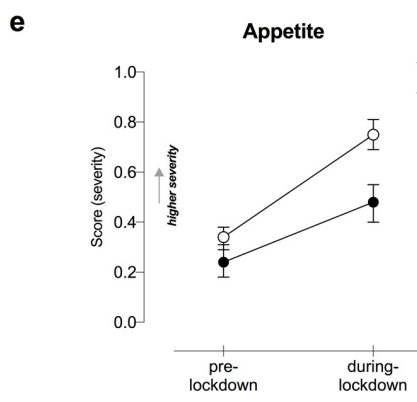 e
Appetite
1.0
0.8
0.6
0.4
0.2
0.0
Score (severity)
higher severity
pre-
lockdown
during-
lockdown